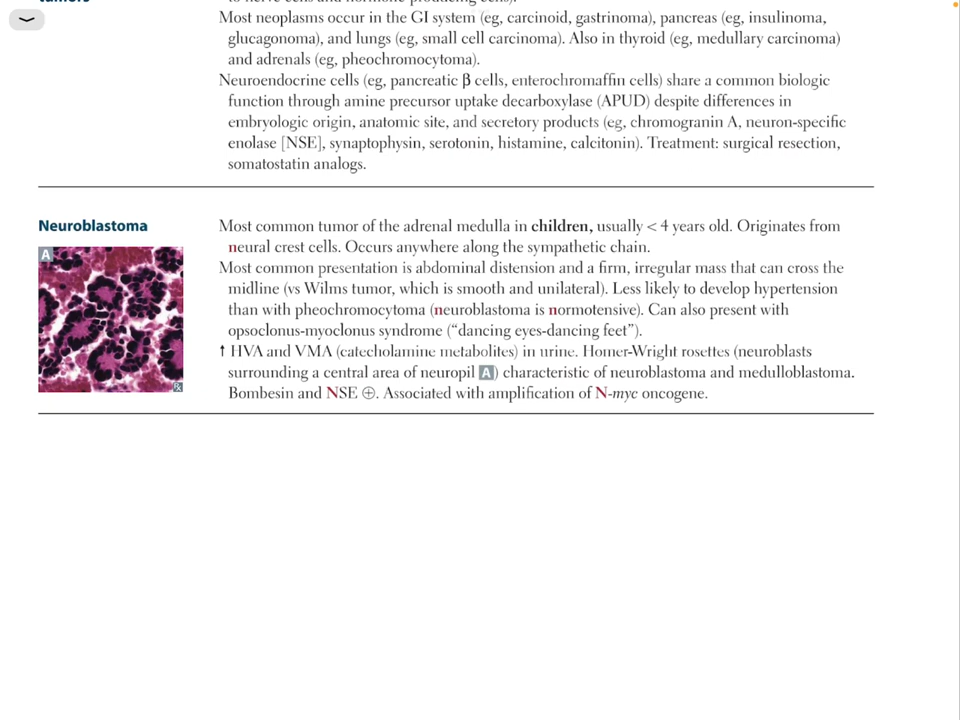 tumors
to nerve cells and hormone-producing cells).
Most neoplasms occur in the GI system (eg, carcinoid, gastrinoma), pancreas (eg, insulinoma,
glucagonoma), and lungs (eg, small cell carcinoma). Also in thyroid (eg, medullary carcinoma)
and adrenals (eg, pheochromocytoma).
Neuroendocrine cells (eg, pancreatic β cells, enterochromaffin cells) share a common biologic
function through amine precursor uptake decarboxylase (APUD) despite differences in
embryologic origin, anatomic site, and secretory products (eg, chromogranin A, neuron-specific
enolase [NSE], synaptophysin, serotonin, histamine, calcitonin). Treatment: surgical resection,
somatostatin analogs.
Neuroblastoma
A
Most common tumor of the adrenal medulla in children, usually < 4 years old. Originates from
neural crest cells. Occurs anywhere along the sympathetic chain.
Most common presentation is abdominal distension and a firm, irregular mass that can cross the
midline (vs Wilms tumor, which is smooth and unilateral). Less likely to develop hypertension
than with pheochromocytoma (neuroblastoma is normotensive). Can also present with
opsoclonus-myoclonus syndrome (“dancing eyes-dancing feet”).
↑ HVA and VMA (catecholamine metabolites) in urine. Homer-Wright rosettes (neuroblasts
surrounding a central area of neuropil A) characteristic of neuroblastoma and medulloblastoma.
Bombesin and NSE ⊕. Associated with amplification of N-myc oncogene.